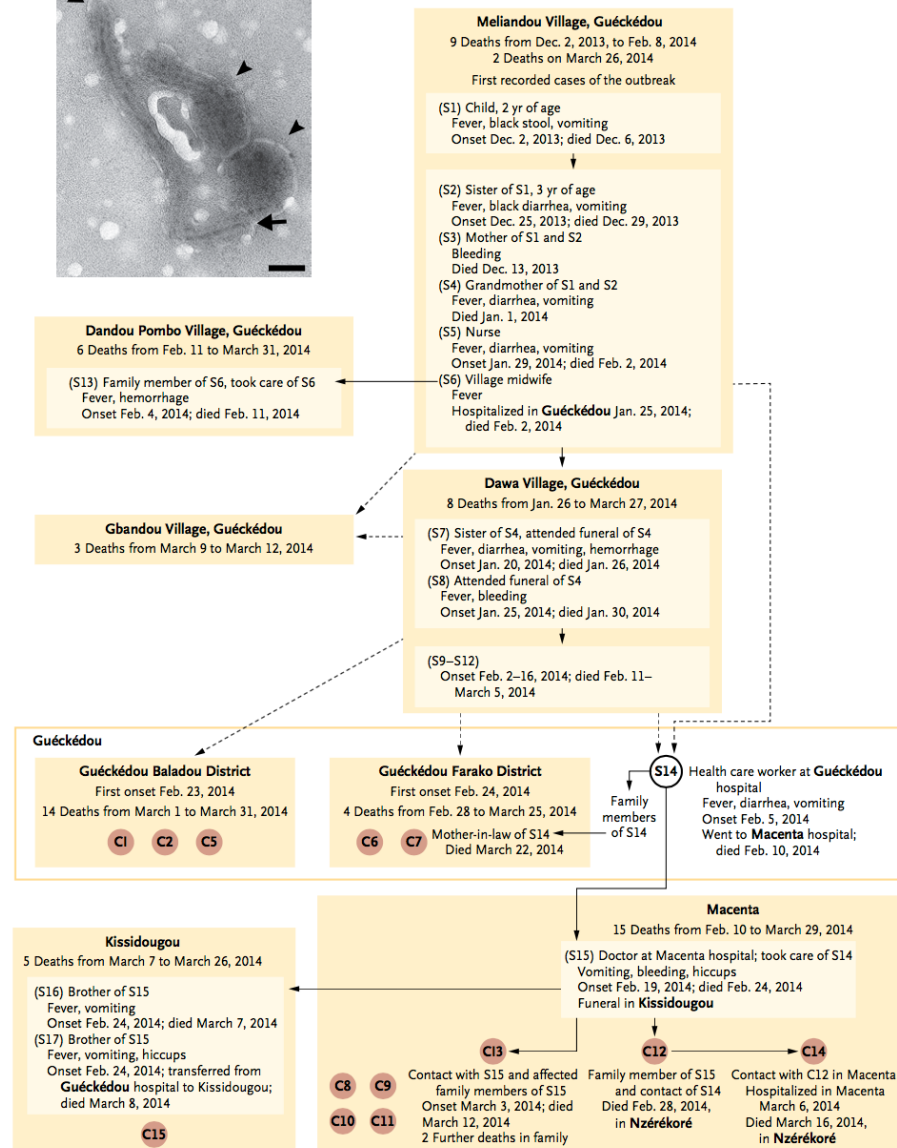 Meliandou Village, Guéckédou
9 Deaths from Dec. 2, 2013, to Feb. 8, 2014
2 Deaths on March 26, 2014
First recorded cases of the outbreak
(S1) Child, 2 yr of age
Fever, black stool, vomiting
Onset Dec. 2, 2013; died Dec. 6, 2013
(S2) Sister of S1, 3 yr of age
Fever, black diarrhea, vomiting
Onset Dec. 25, 2013; died Dec. 29, 2013
(S3) Mother of S1 and S2
Bleeding
Died Dec. 13, 2013
(S4) Grandmother of S1 and S2
Fever, diarrhea, vomiting
Died Jan. 1, 2014
(S5) Nurse
Fever, diarrhea, vomiting
Onset Jan. 29, 2014; died Feb. 2, 2014
(S6) Village midwife
Fever
Hospitalized in Guéckédou Jan. 25, 2014;
died Feb. 2, 2014
Dandou Pombo Village, Guéckédou
6 Deaths from Feb. 11 to March 31, 2014
(S13) Family member of S6, took care of S6
Fever, hemorrhage
Onset Feb. 4, 2014; died Feb. 11, 2014
Dawa Village, Guéckédou
8 Deaths from Jan. 26 to March 27, 2014
(S7) Sister of S4, attended funeral of S4
Fever, diarrhea, vomiting, hemorrhage
Onset Jan. 20, 2014; died Jan. 26, 2014
(S8) Attended funeral of S4
Fever, bleeding
Onset Jan. 25, 2014; died Jan. 30, 2014
(S9–S12)
Onset Feb. 2–16, 2014; died Feb. 11–
March 5, 2014
Gbandou Village, Guéckédou
3 Deaths from March 9 to March 12, 2014
Guéckédou
Guéckédou Baladou District
First onset Feb. 23, 2014
14 Deaths from March 1 to March 31, 2014
C1 C2 C5
Guéckédou Farako District
First onset Feb. 24, 2014
4 Deaths from Feb. 28 to March 25, 2014
C6 C7
Mother-in-law of S14
Died March 22, 2014
Family
members
of S14
S14
Health care worker at Guéckédou
hospital
Fever, diarrhea, vomiting
Onset Feb. 5, 2014
Went to Macenta hospital;
died Feb. 10, 2014
Kissidougou
5 Deaths from March 7 to March 26, 2014
(S16) Brother of S15
Fever, vomiting
Onset Feb. 24, 2014; died March 7, 2014
(S17) Brother of S15
Fever, vomiting, hiccups
Onset Feb. 24, 2014; transferred from
Guéckédou hospital to Kissidougou;
died March 8, 2014
C15
Macenta
15 Deaths from Feb. 10 to March 29, 2014
(S15) Doctor at Macenta hospital; took care of S14
Vomiting, bleeding, hiccups
Onset Feb. 19, 2014; died Feb. 24, 2014
Funeral in Kissidougou
C8 C9
C10 C11
C13
Contact with S15 and affected
family members of S15
Onset March 3, 2014; died
March 12, 2014
2 Further deaths in family
C12
Family member of S15
and contact of S14
Died Feb. 28, 2014,
in Nzérékoré
C14
Contact with C12 in Macenta
Hospitalized in Macenta
March 6, 2014
Died March 16, 2014,
in Nzérékoré